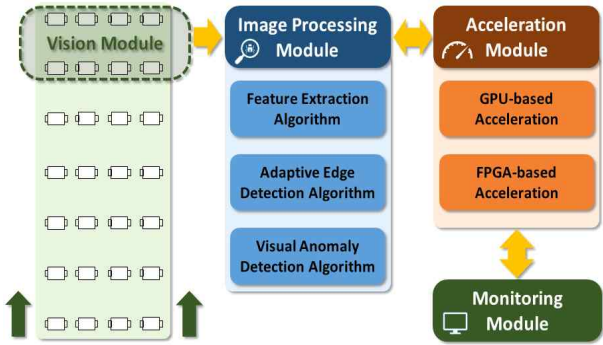 Vision Module
Image Processing
Module
Feature Extraction
Algorithm
Adaptive Edge
Detection Algorithm
Visual Anomaly
Detection Algorithm
Acceleration
Module
GPU-based
Acceleration
FPGA-based
Acceleration
Monitoring
Module